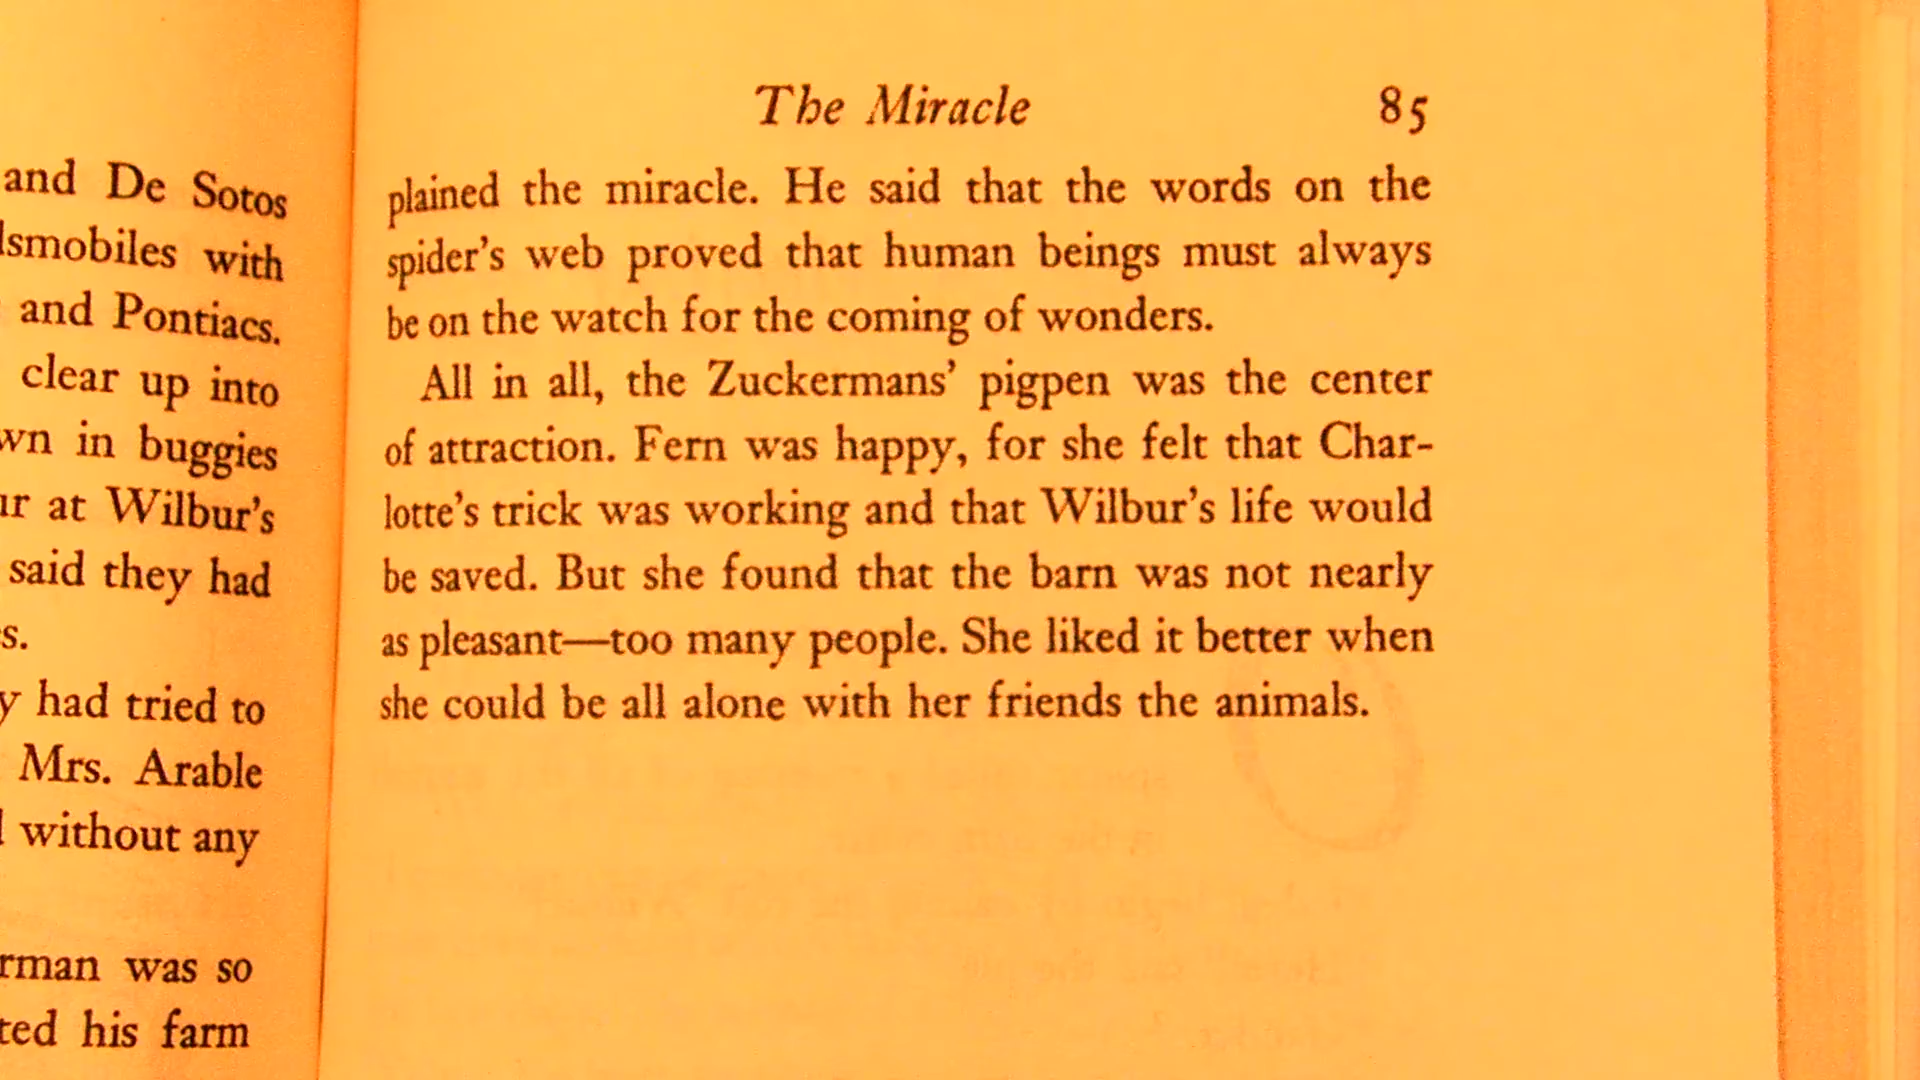 and De Sotos
lsmobiles with
and Pontiacs.
clear up into
wn in buggies
ur at Wilbur's
said they had
s.
y had tried to
Mrs. Arable
without any
rman was so
ted his farm
The Miracle 85
plained the miracle. He said that the words on the
spider's web proved that human beings must always
be on the watch for the coming of wonders.
All in all, the Zuckermans' pigpen was the center
of attraction. Fern was happy, for she felt that Char-
lotte's trick was working and that Wilbur's life would
be saved. But she found that the barn was not nearly
as pleasant—too many people. She liked it better when
she could be all alone with her friends the animals.